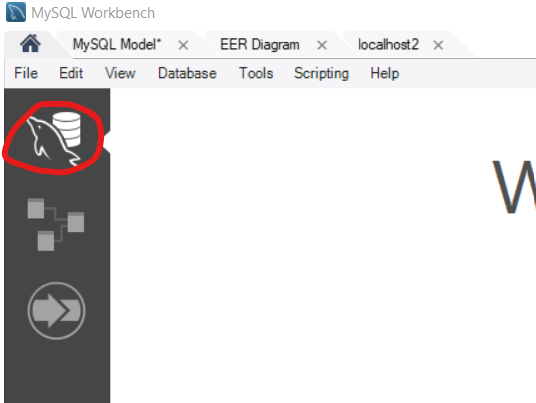 MySQL Workbench
MySQL Model* × EER Diagram × localhost2 ×
File Edit View Database Tools Scripting Help
W